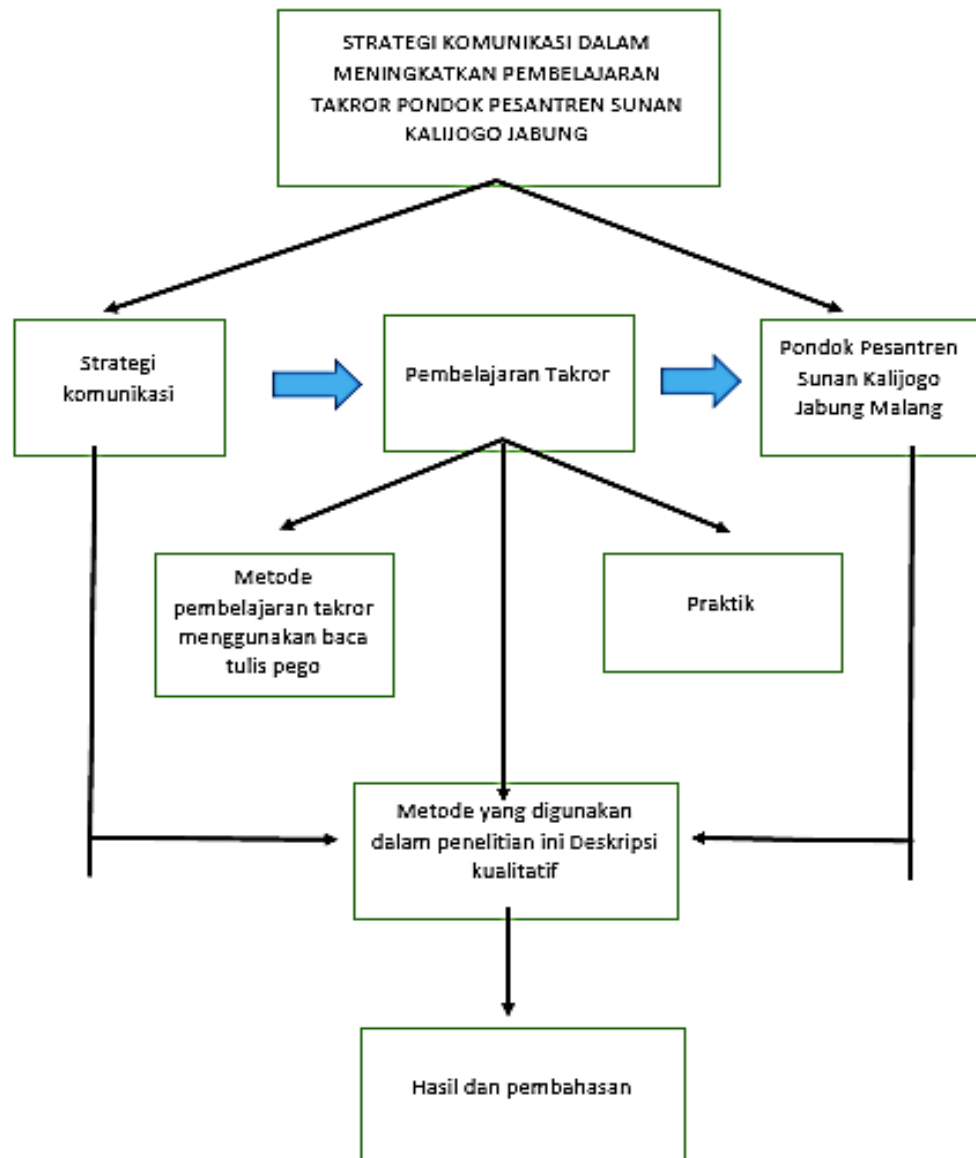 STRATEGI KOMUNIKASI DALAM
MENINGKATKAN PEMBELAJARAN
TAKROR PONDOK PESANTREN SUNAN
KALIJOGO JABUNG
Strategi
komunikasi
Pembelajaran Takror
Pondok Pesantren
Sunan Kalijogo
Jabung Malang
Metode
pembelajaran takror
menggunakan baca
tulis pego
Praktik
Metode yang digunakan
dalam penelitian ini Deskripsi
kualitatif
Hasil dan pembahasan